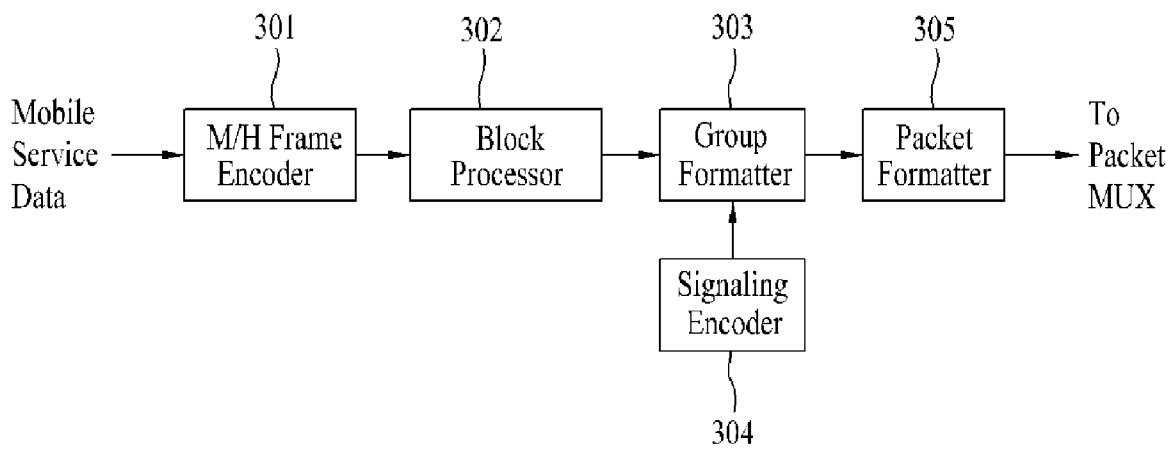 301
302
303
305
Mobile
Service
Data
M/H Frame
Encoder
Block
Processor
Group
Formatter
Packet
Formatter
To
Packet
MUX
Signaling
Encoder
304